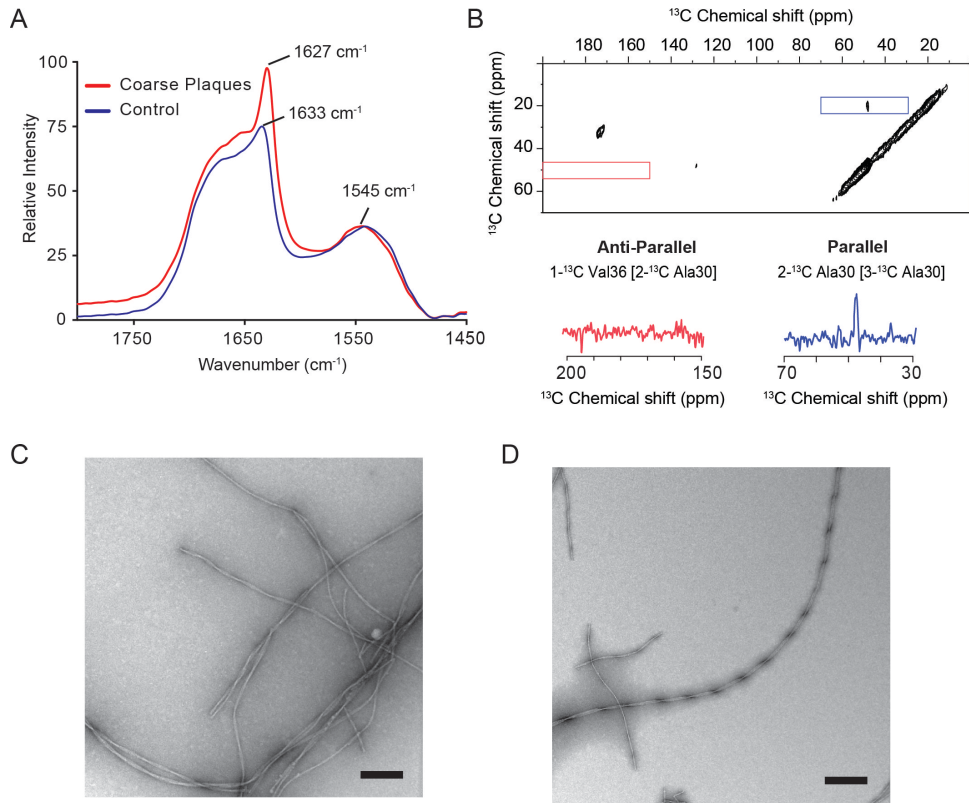 A
1627 cm⁻¹
100
Coarse Plaques
Control
1633 cm⁻¹
75
1545 cm⁻¹
50
25
0
Relative Intensity
1750 1650 1550 1450
Wavenumber (cm⁻¹)
B
¹³C Chemical shift (ppm)
180 160 140 120 80 60 40 20
20
40
60
¹³C Chemical shift (ppm)
Anti-Parallel
1-¹³C Val36 [2-¹³C Ala30]
200 150
¹³C Chemical shift (ppm)
Parallel
2-¹³C Ala30 [3-¹³C Ala30]
70 30
¹³C Chemical shift (ppm)
C
D